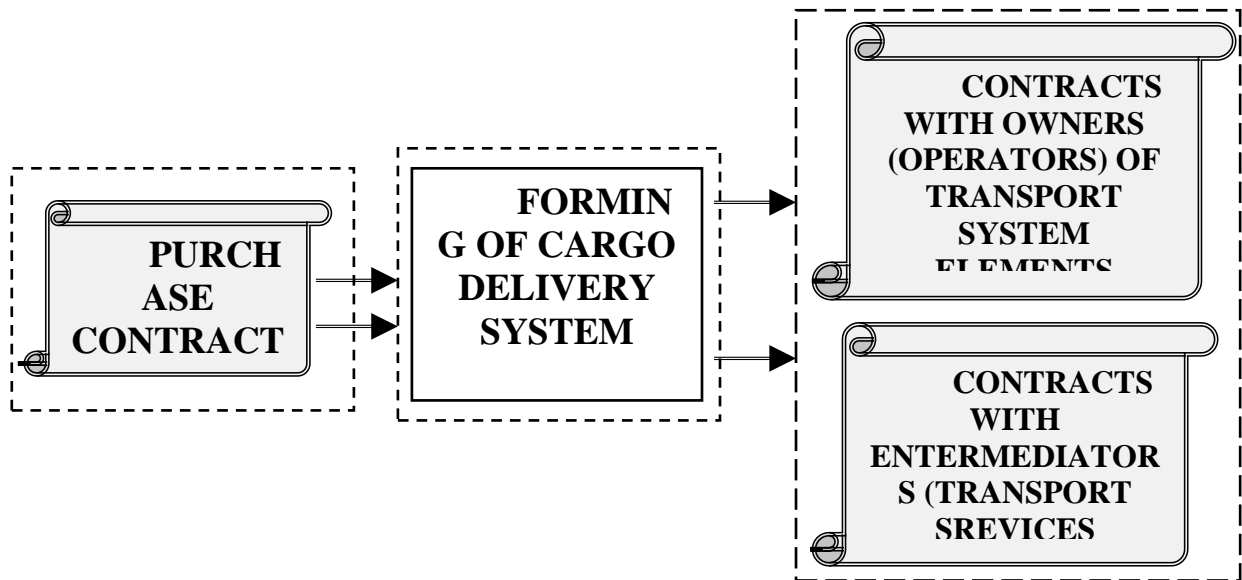 PURCH
ASE
CONTRACT
FORMIN
G OF CARGO
DELIVERY
SYSTEM
CONTRACTS
WITH OWNERS
(OPERATORS) OF
TRANSPORT
SYSTEM
ELEMENTS
CONTRACTS
WITH
ENTERMEDIATOR
S (TRANSPORT
SREVICES